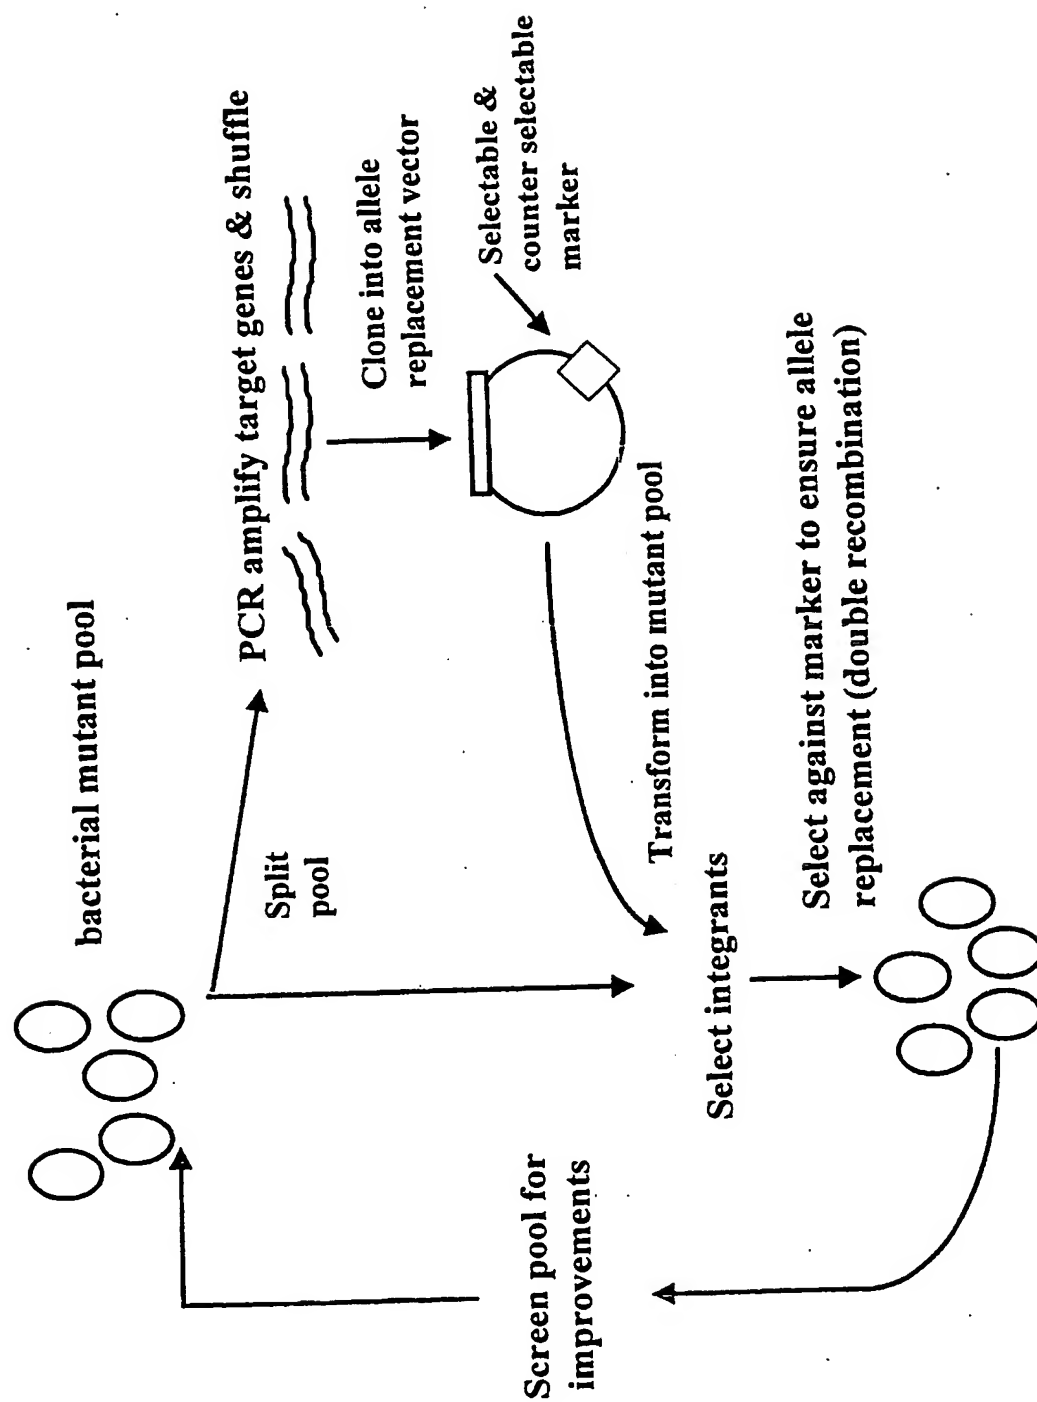 bacterial mutant pool
Split
pool
PCR amplify target genes & shuffle
Clone into allele
replacement vector
Selectable &
counter selectable
marker
Transform into mutant pool
Select integrants
Select against marker to ensure allele
replacement (double recombination)
Screen pool for
improvements